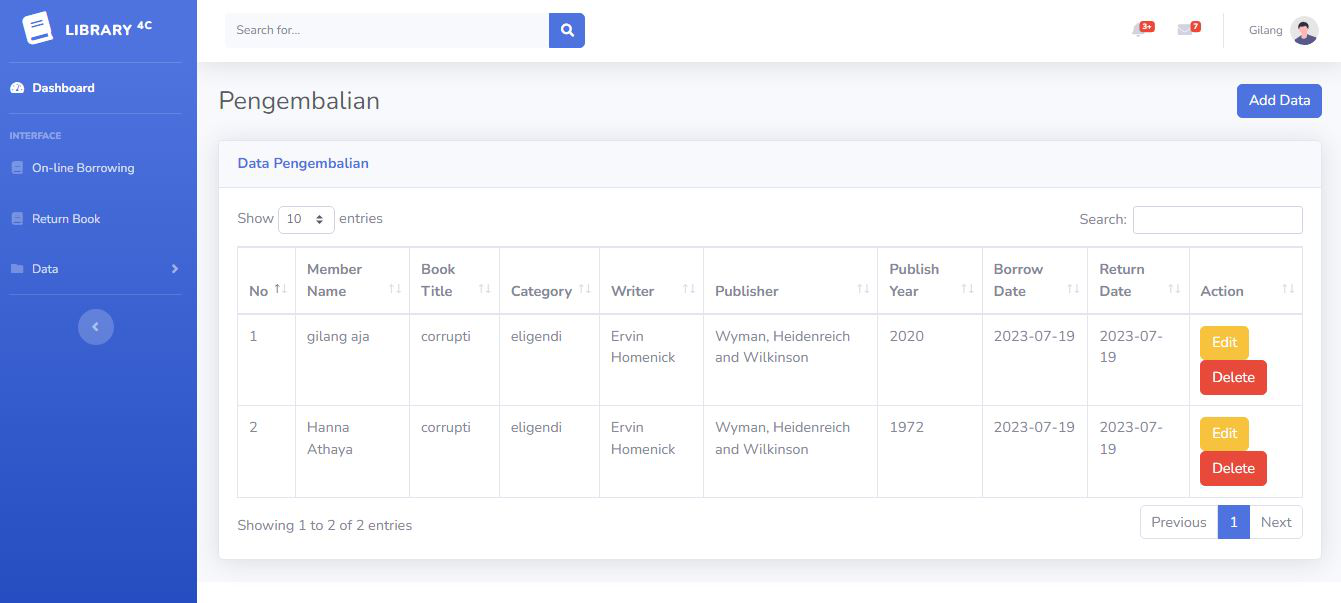 LIBRARY 4C
Search for...
3+
7
Gilang
Dashboard
INTERFACE
On-line Borrowing
Return Book
Data
Pengembalian
Add Data
Data Pengembalian
Show 10 entries
Search:
No
Member
Name
Book
Title
Category
Writer
Publisher
Publish
Year
Borrow
Date
Return
Date
Action
1
gilang aja
corrupti
eligendi
Ervin
Homenick
Wyman, Heidenreich
and Wilkinson
2020
2023-07-19
2023-07-
19
Edit
Delete
2
Hanna
Athaya
corrupti
eligendi
Ervin
Homenick
Wyman, Heidenreich
and Wilkinson
1972
2023-07-19
2023-07-
19
Edit
Delete
Showing 1 to 2 of 2 entries
Previous 1 Next